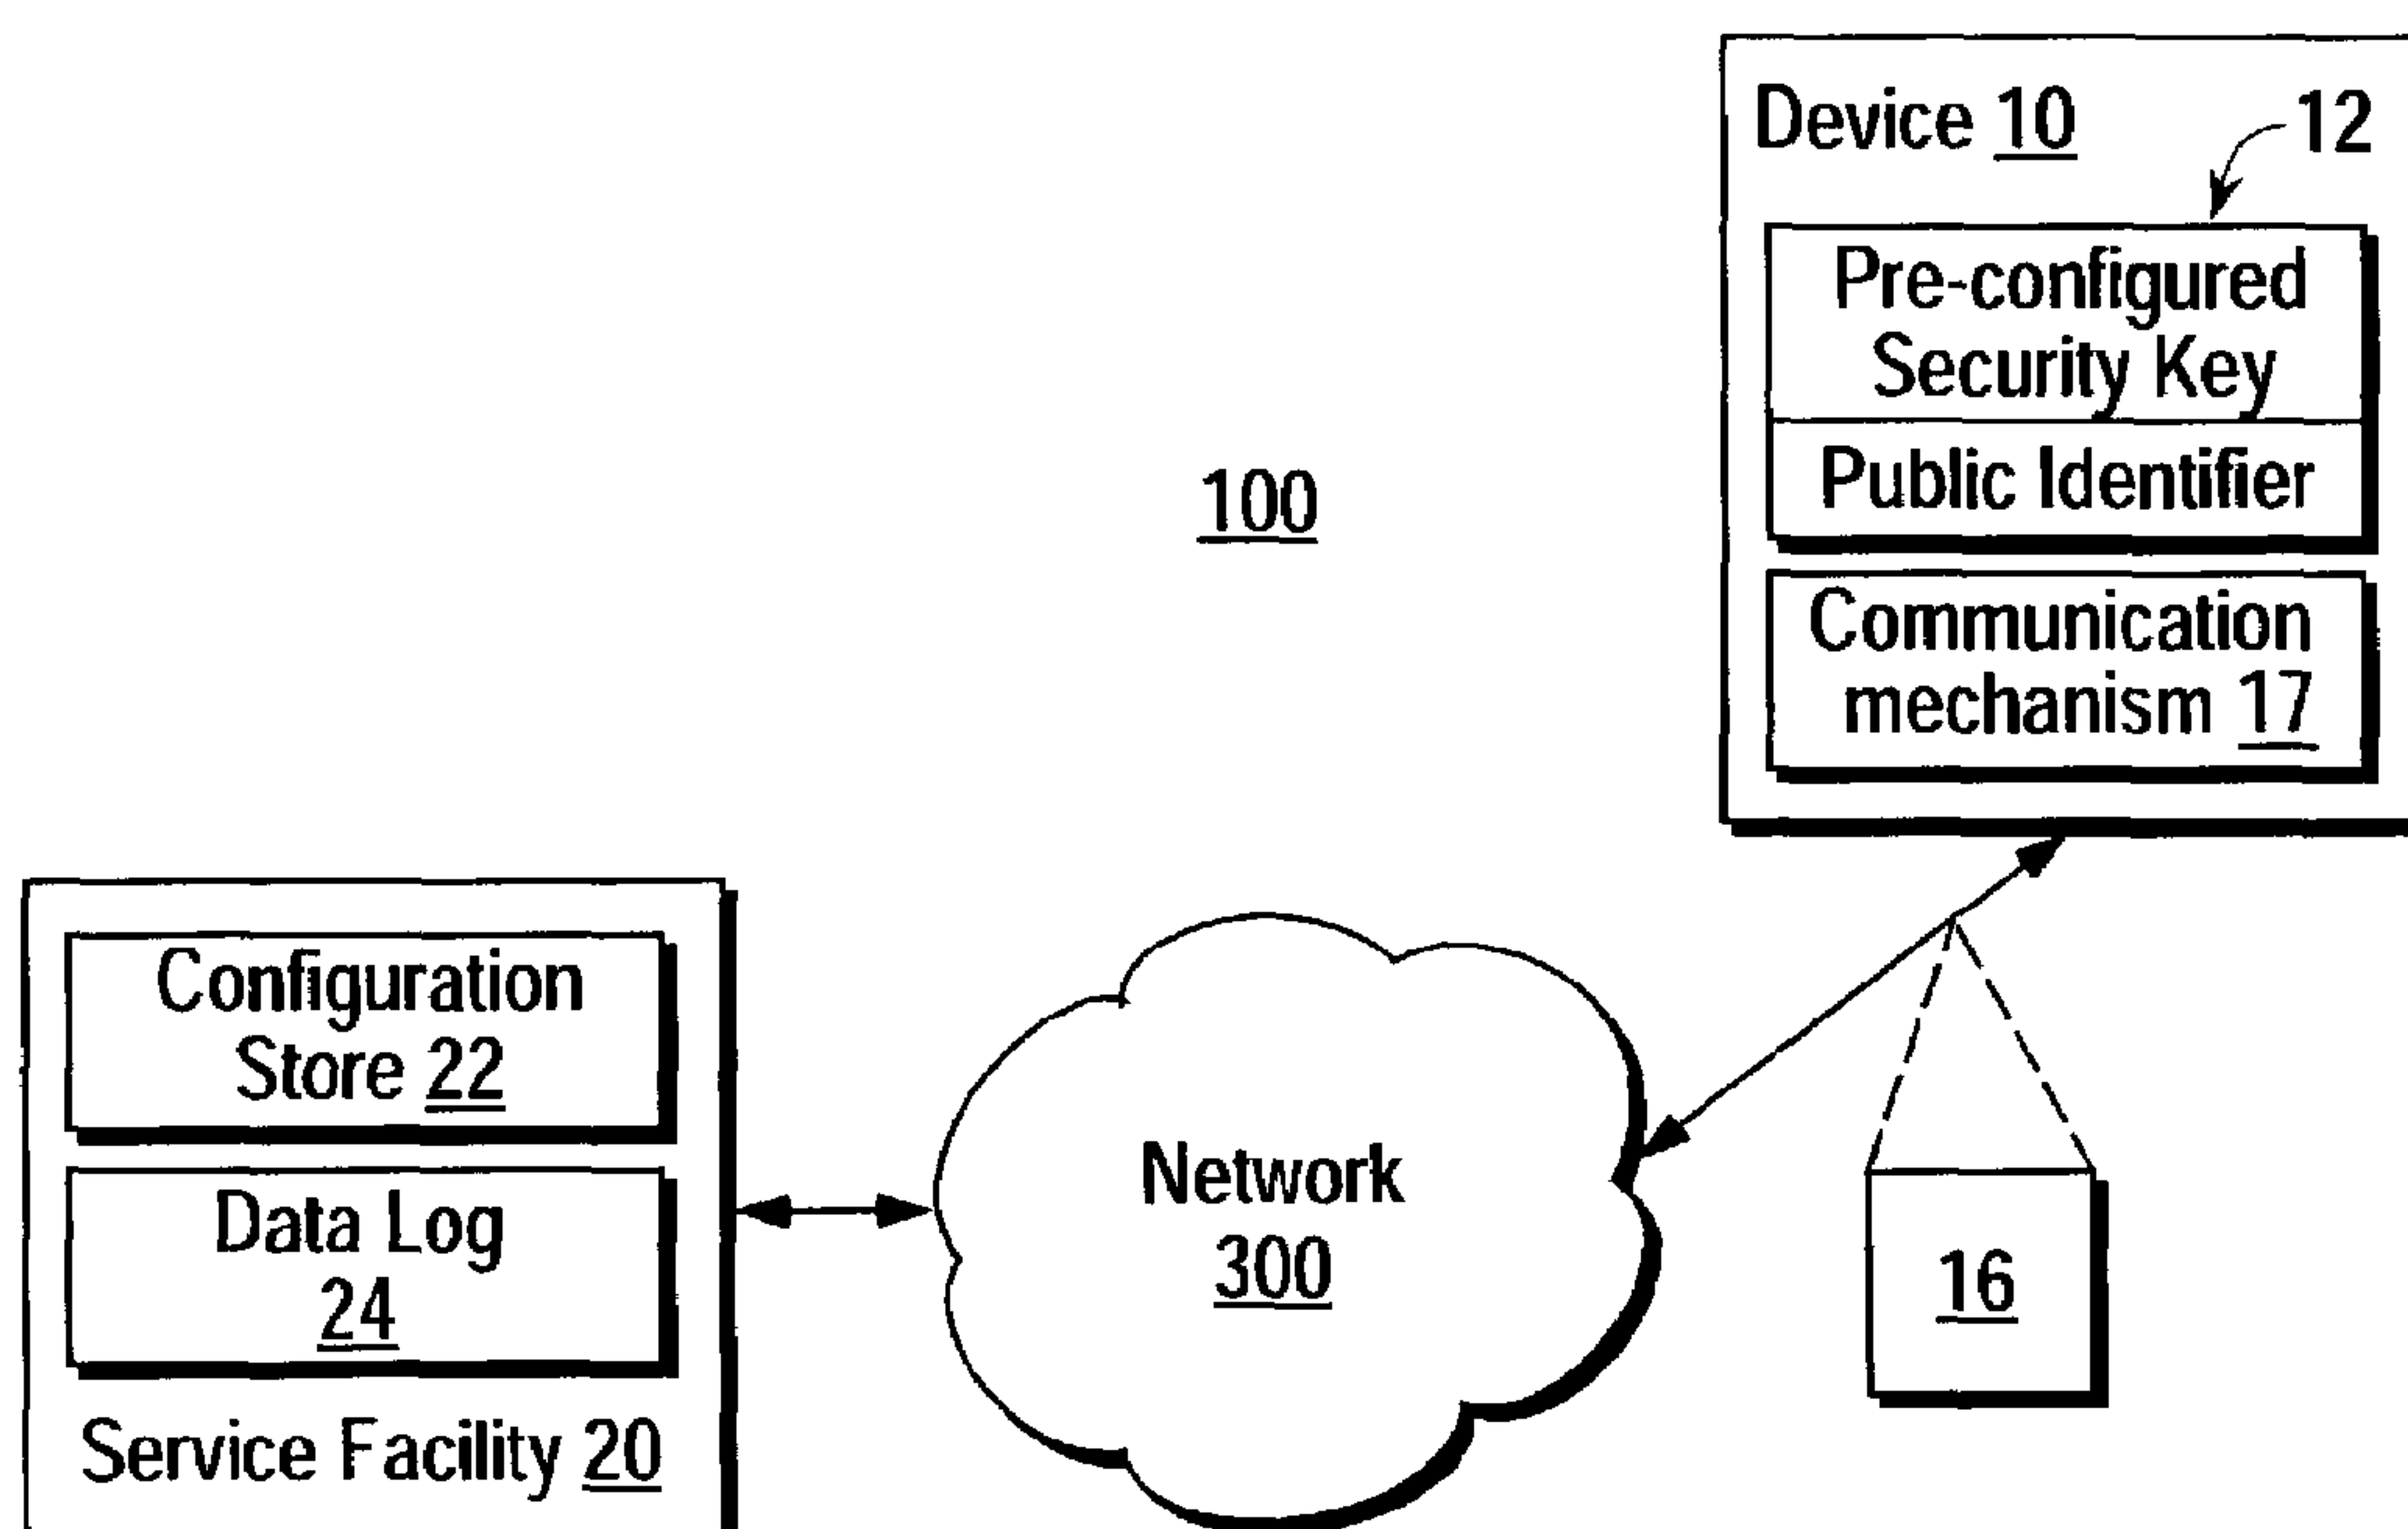 Device 10
12
Pre-configured
Security Key
Public Identifier
Communication
mechanism 17
100
Configuration
Store 22
Data Log
24
Service Facility 20
Network
300
16